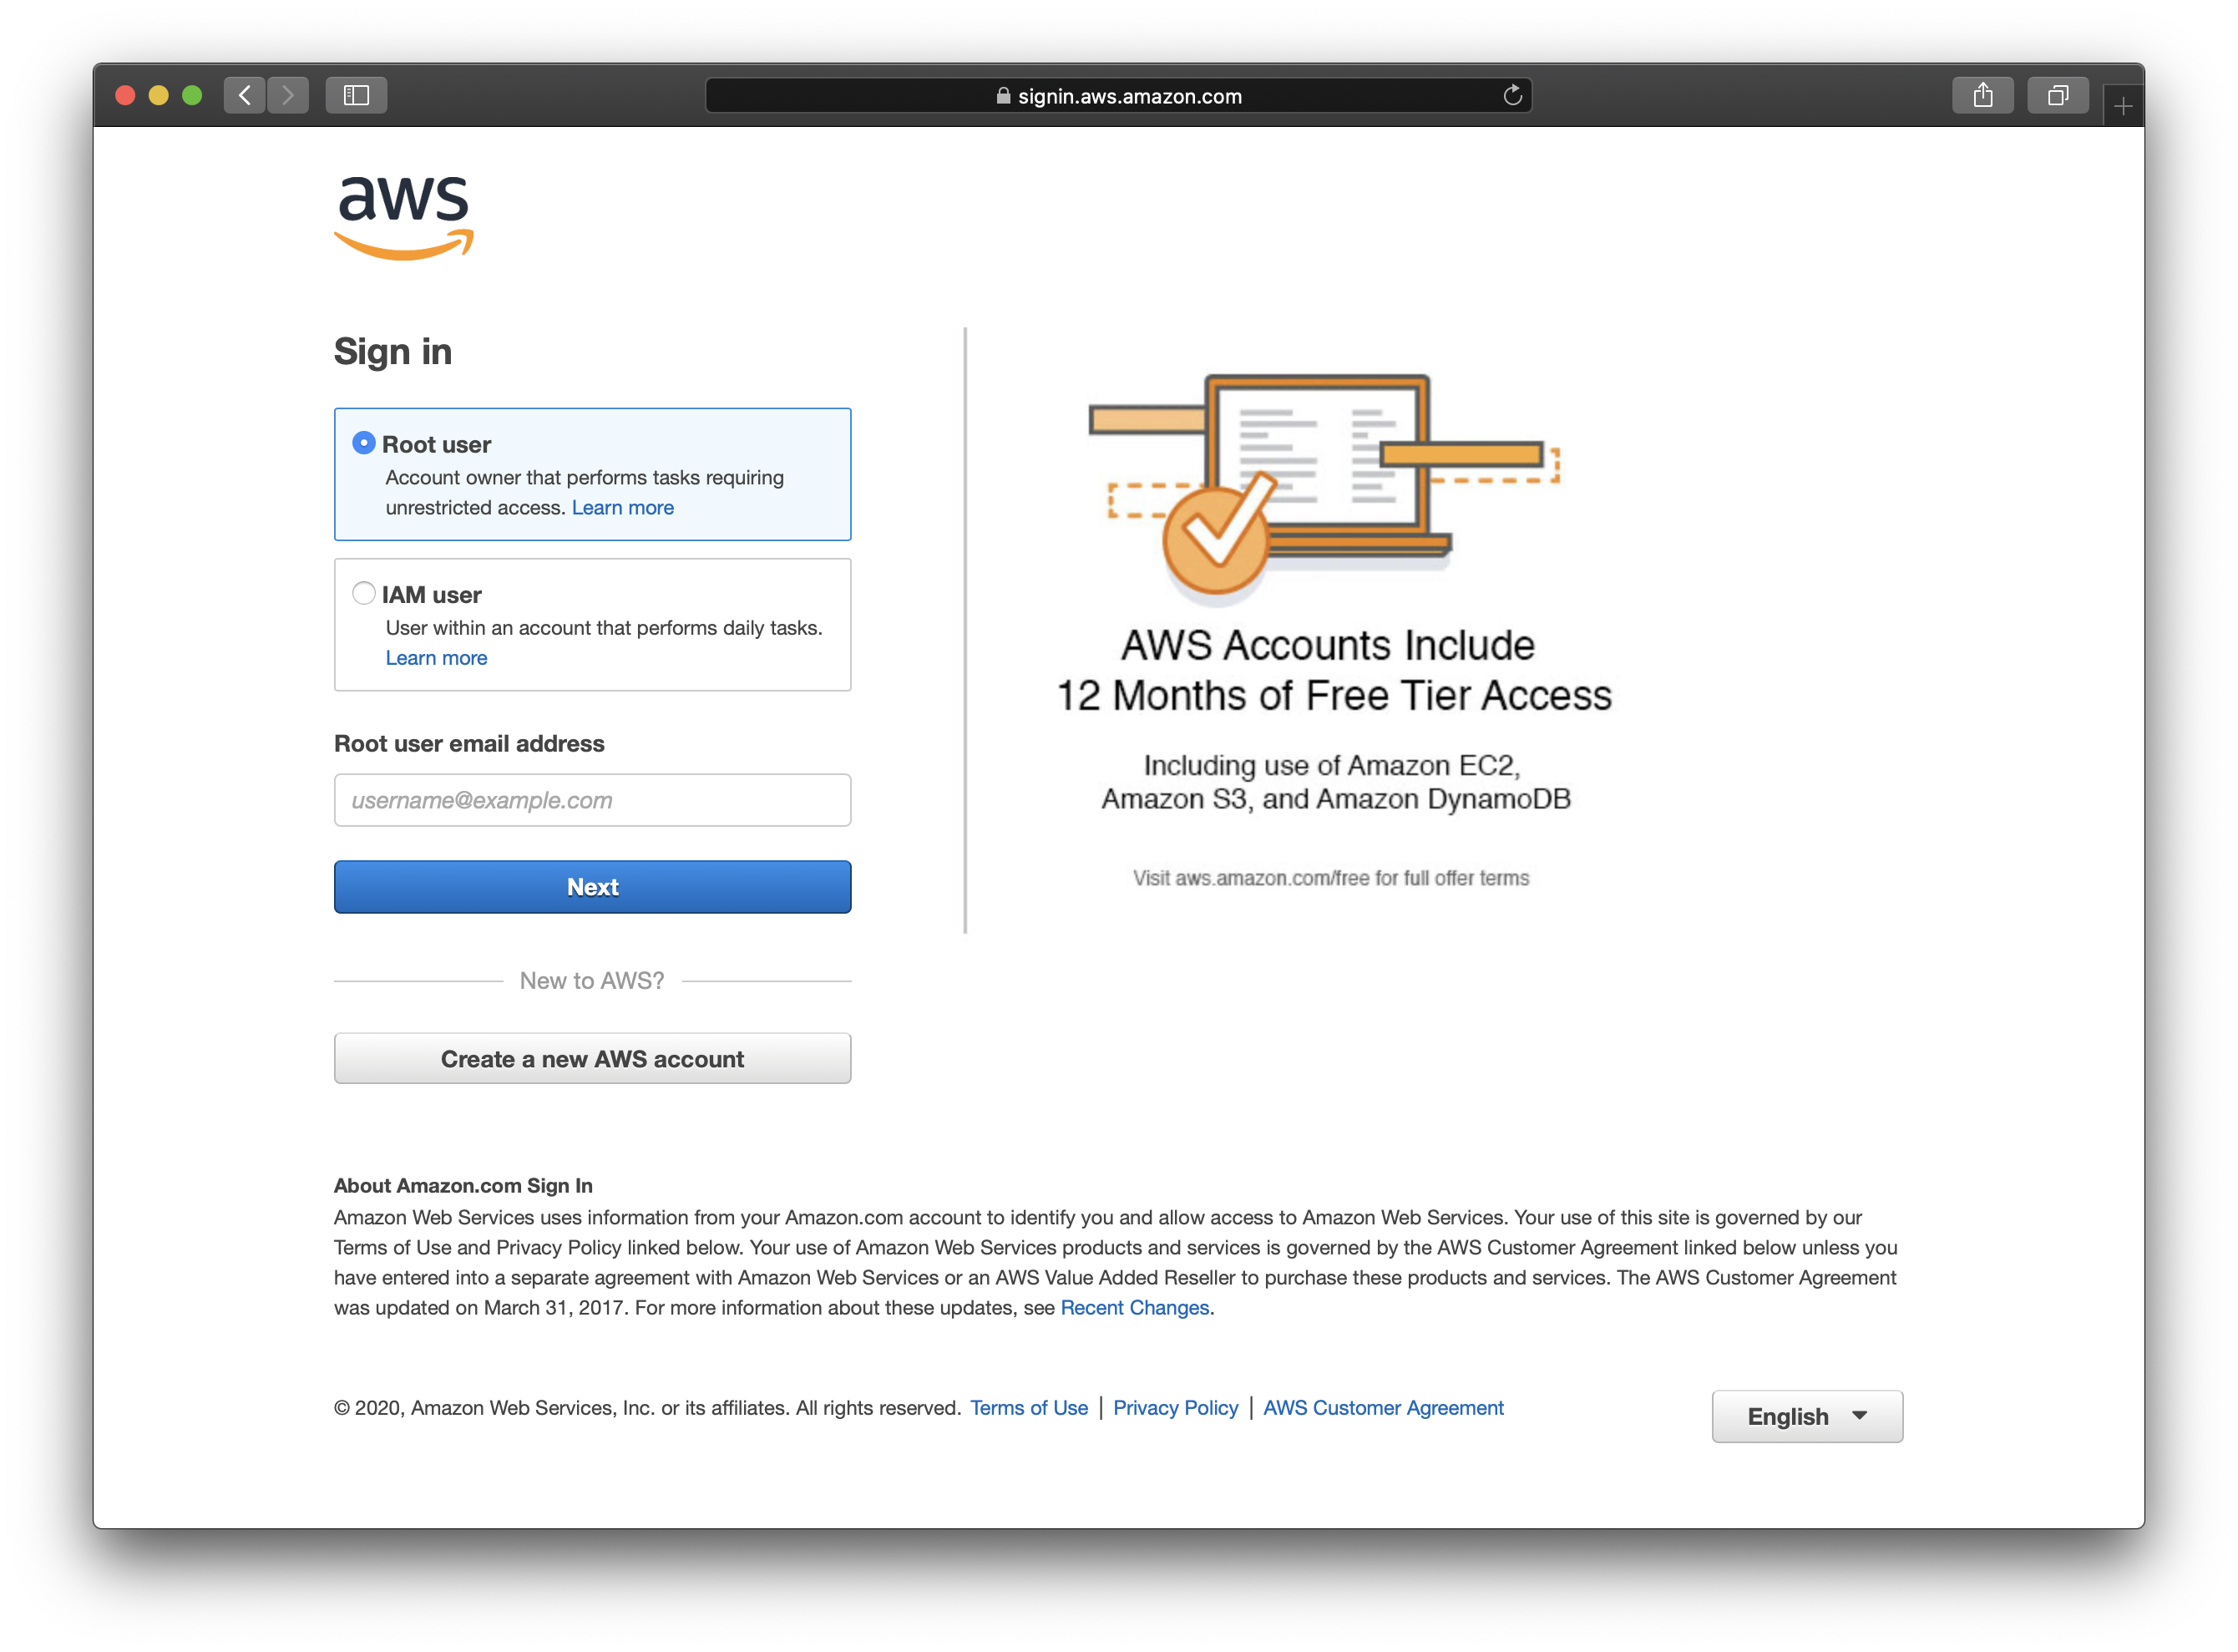 signin.aws.amazon.com
aws
Sign in
Root user
Account owner that performs tasks requiring
unrestricted access. Learn more
IAM user
User within an account that performs daily tasks.
Learn more
Root user email address
username@example.com
Next
New to AWS?
Create a new AWS account
AWS Accounts Include
12 Months of Free Tier Access
Including use of Amazon EC2,
Amazon S3, and Amazon DynamoDB
Visit aws.amazon.com/free for full offer terms
About Amazon.com Sign In
Amazon Web Services uses information from your Amazon.com account to identify you and allow access to Amazon Web Services. Your use of this site is governed by our
Terms of Use and Privacy Policy linked below. Your use of Amazon Web Services products and services is governed by the AWS Customer Agreement linked below unless you
have entered into a separate agreement with Amazon Web Services or an AWS Value Added Reseller to purchase these products and services. The AWS Customer Agreement
was updated on March 31, 2017. For more information about these updates, see Recent Changes.
© 2020, Amazon Web Services, Inc. or its affiliates. All rights reserved. Terms of Use | Privacy Policy | AWS Customer Agreement
English